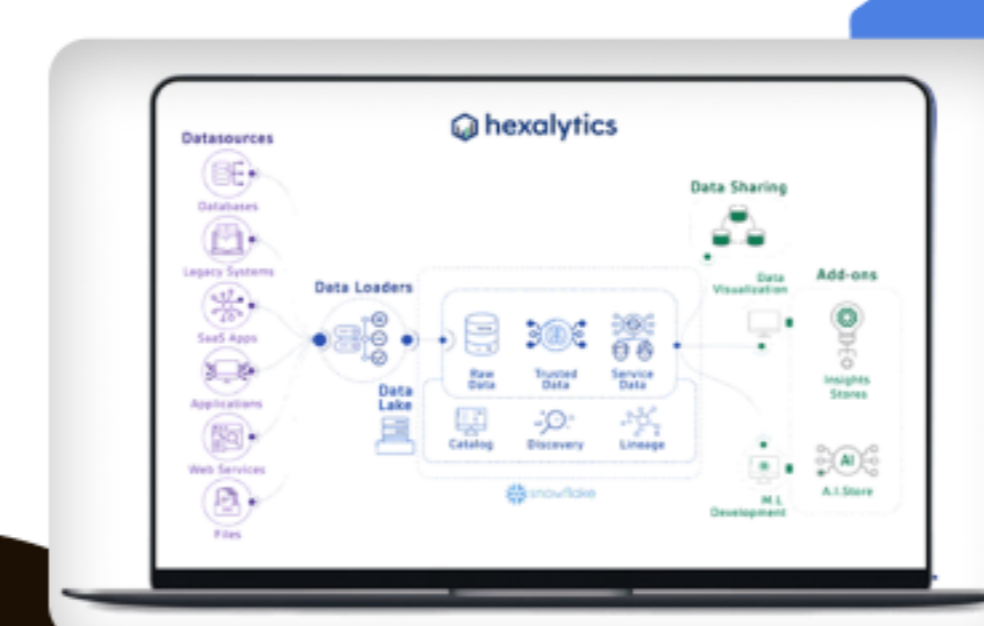 hexalytics
Datasources
Databases
Legacy Systems
SaaS Apps
Applications
Web Services
Files
Data Loaders
Data
Lake
Raw
Data
Trusted
Data
Service
Data
Catalog
Discovery
Lineage
snowflake
Data Sharing
Data
Visualization
M.L
Development
Add-ons
Insights
Stores
AI
A.I.Store